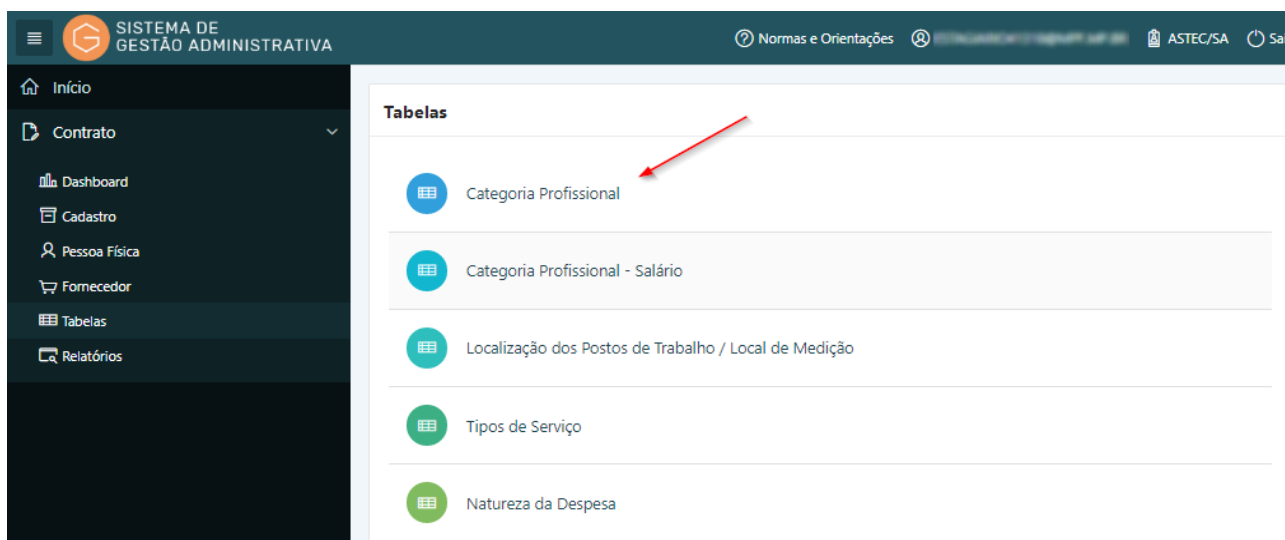 SISTEMA DE
GESTÃO ADMINISTRATIVA
Normas e Orientações
ASTEC/SA
Sai
Início
Contrato
Dashboard
Cadastro
Pessoa Física
Fornecedor
Tabelas
Relatórios
Tabelas
Categoria Profissional
Categoria Profissional - Salário
Localização dos Postos de Trabalho / Local de Medição
Tipos de Serviço
Natureza da Despesa